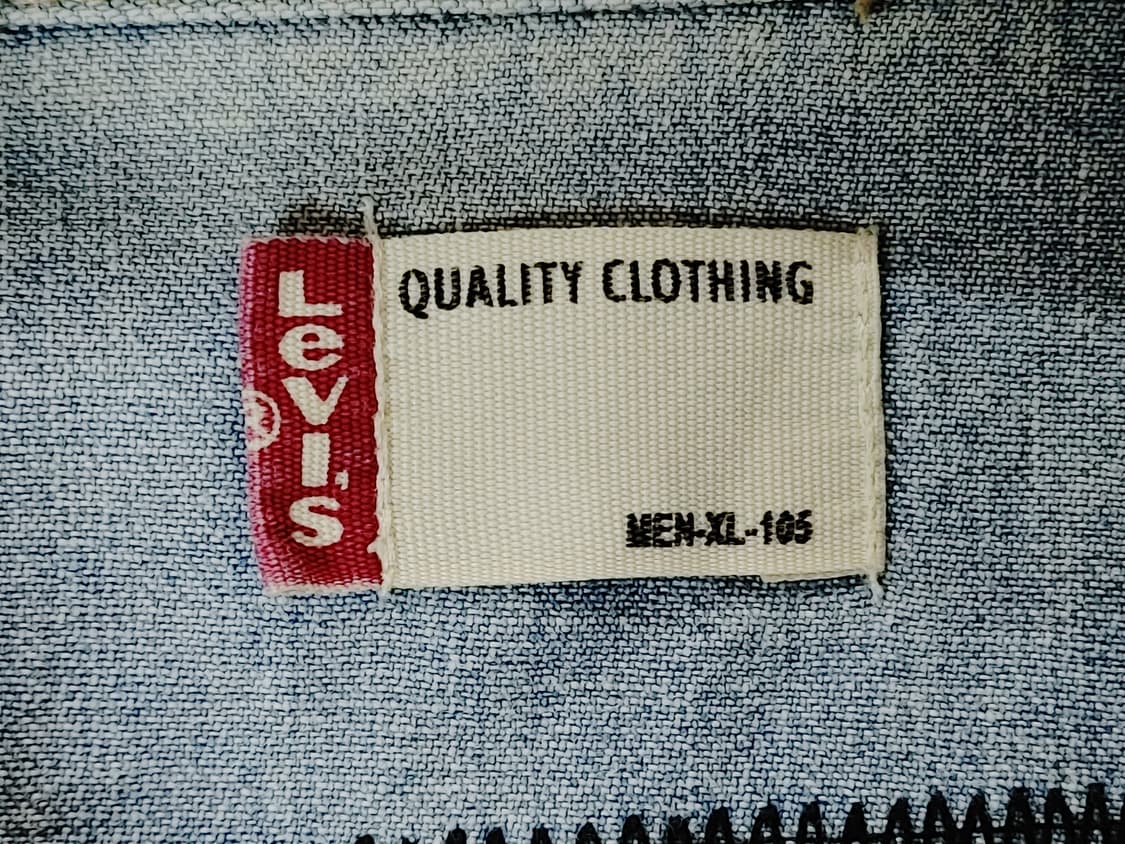 Levi's
®
QUALITY CLOTHING
MEN-XL-105